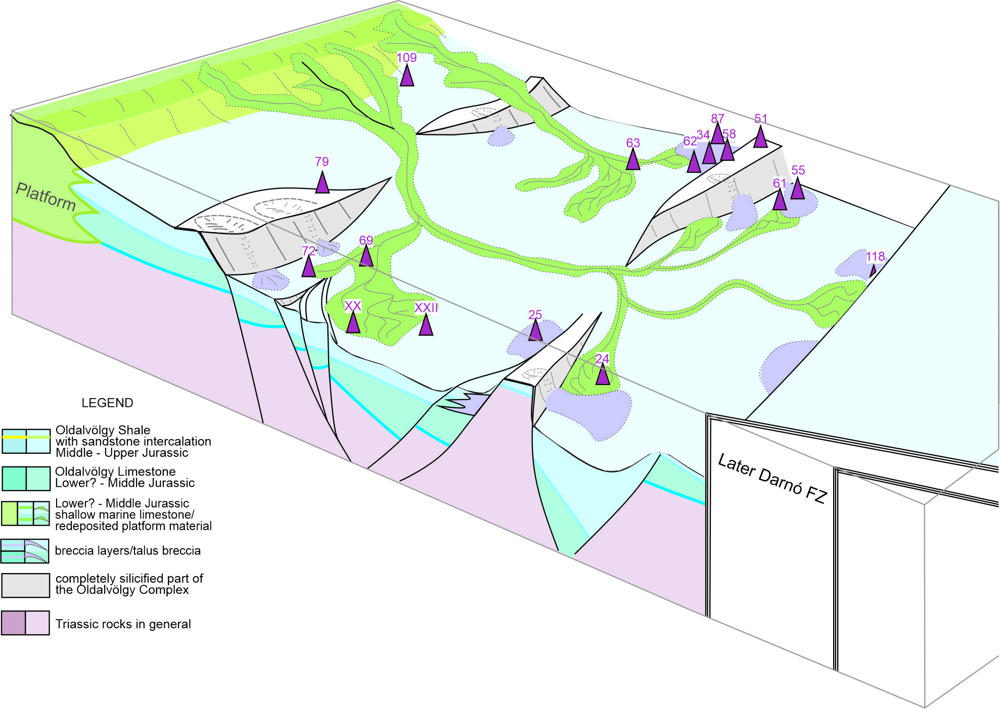 109
87
51
34
58
62
63
79
55
61
69
72
118
XX
XXII
25
24
Platform
Later Darnó FZ
LEGEND
Oldalvölgy Shale
with sandstone intercalation
Middle - Upper Jurassic
Oldalvölgy Limestone
Lower? - Middle Jurassic
Lower? - Middle Jurassic
shallow marine limestone/
redeposited platform material
breccia layers/talus breccia
completely silicified part of
the Oldalvölgy Complex
Triassic rocks in general